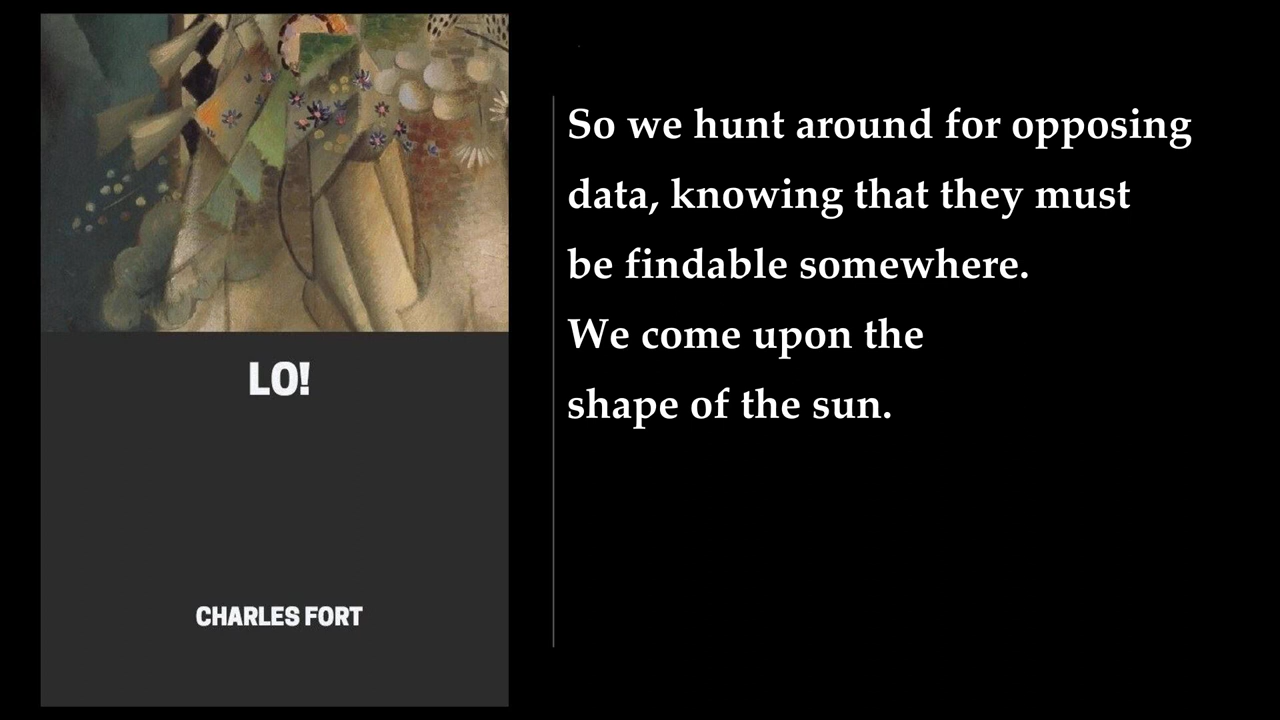 LO!
CHARLES FORT
So we hunt around for opposing
data, knowing that they must
be findable somewhere.
We come upon the
shape of the sun.